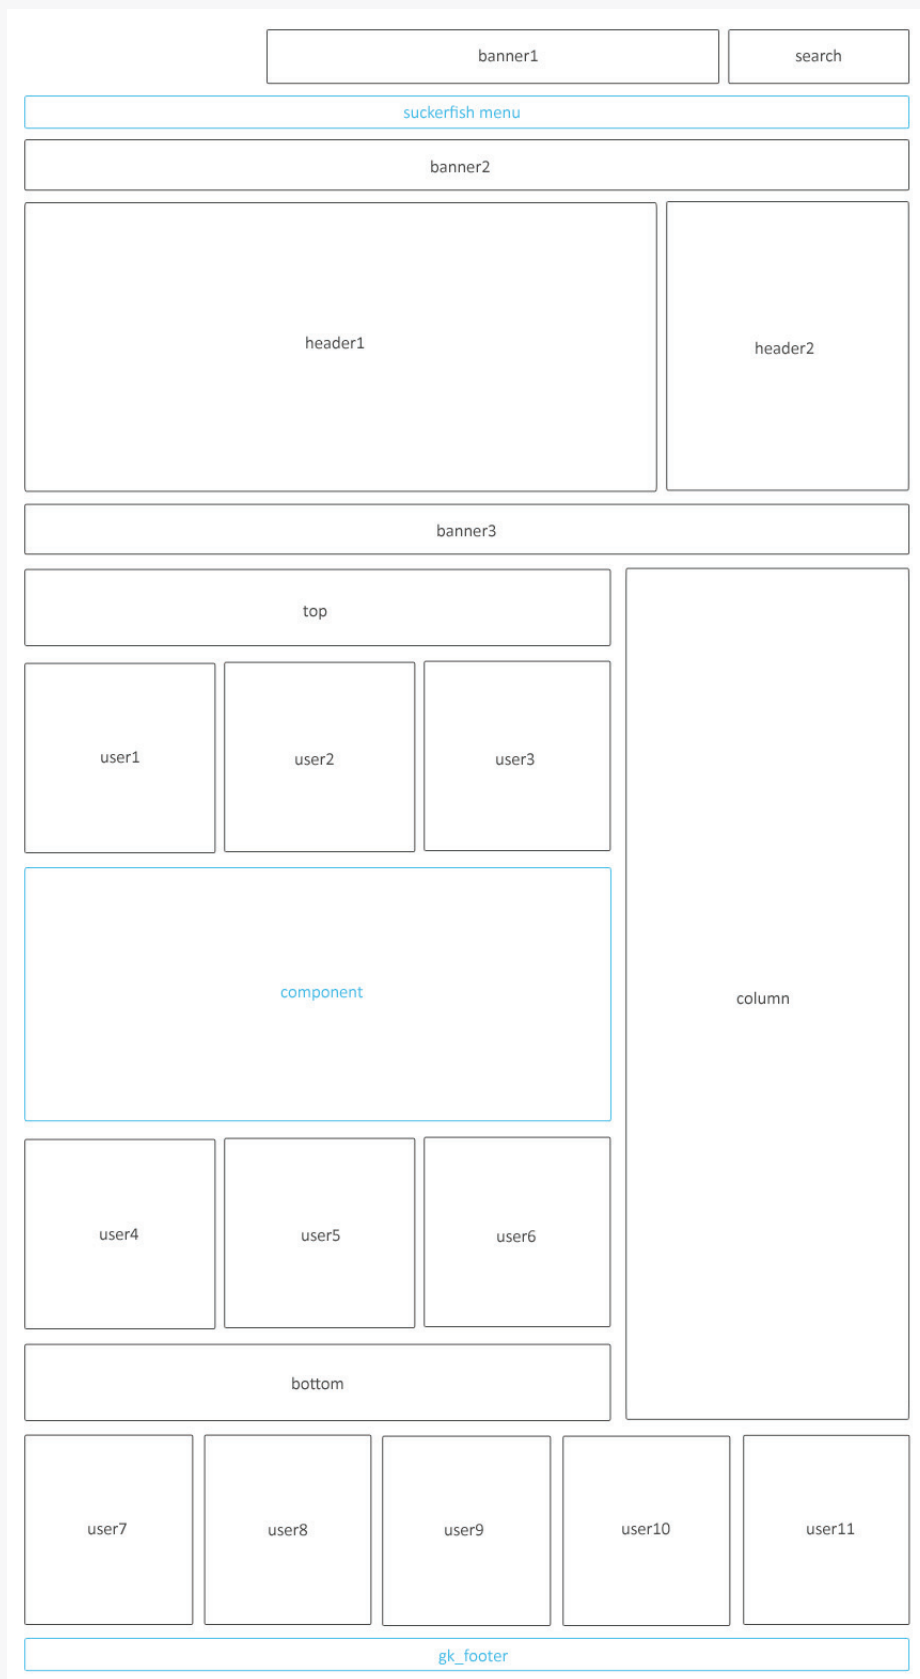 banner1
search
suckerfish menu
banner2
header1
header2
banner3
top
user1
user2
user3
component
column
user4
user5
user6
bottom
user7
user8
user9
user10
user11
gk_footer